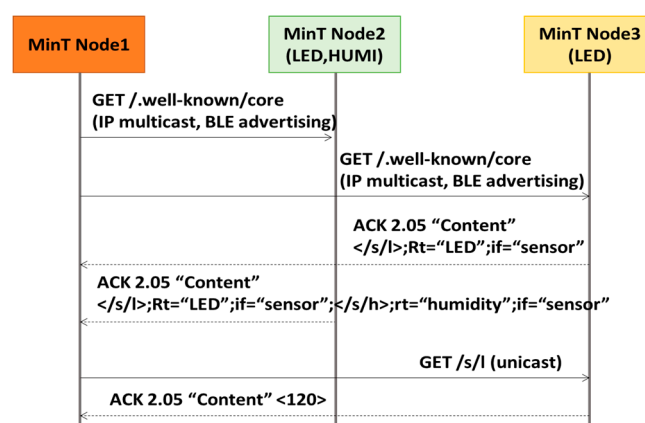 MinT Node1
MinT Node2
(LED,HUMI)
MinT Node3
(LED)
GET /.well-known/core
(IP multicast, BLE advertising)
GET /.well-known/core
(IP multicast, BLE advertising)
ACK 2.05 “Content”
</s/l>;Rt=“LED”;if=“sensor”
ACK 2.05 “Content”
</s/l>;Rt=“LED”;if=“sensor”;</s/h>;rt=“humidity”;if=“sensor”
GET /s/l (unicast)
ACK 2.05 “Content” <120>